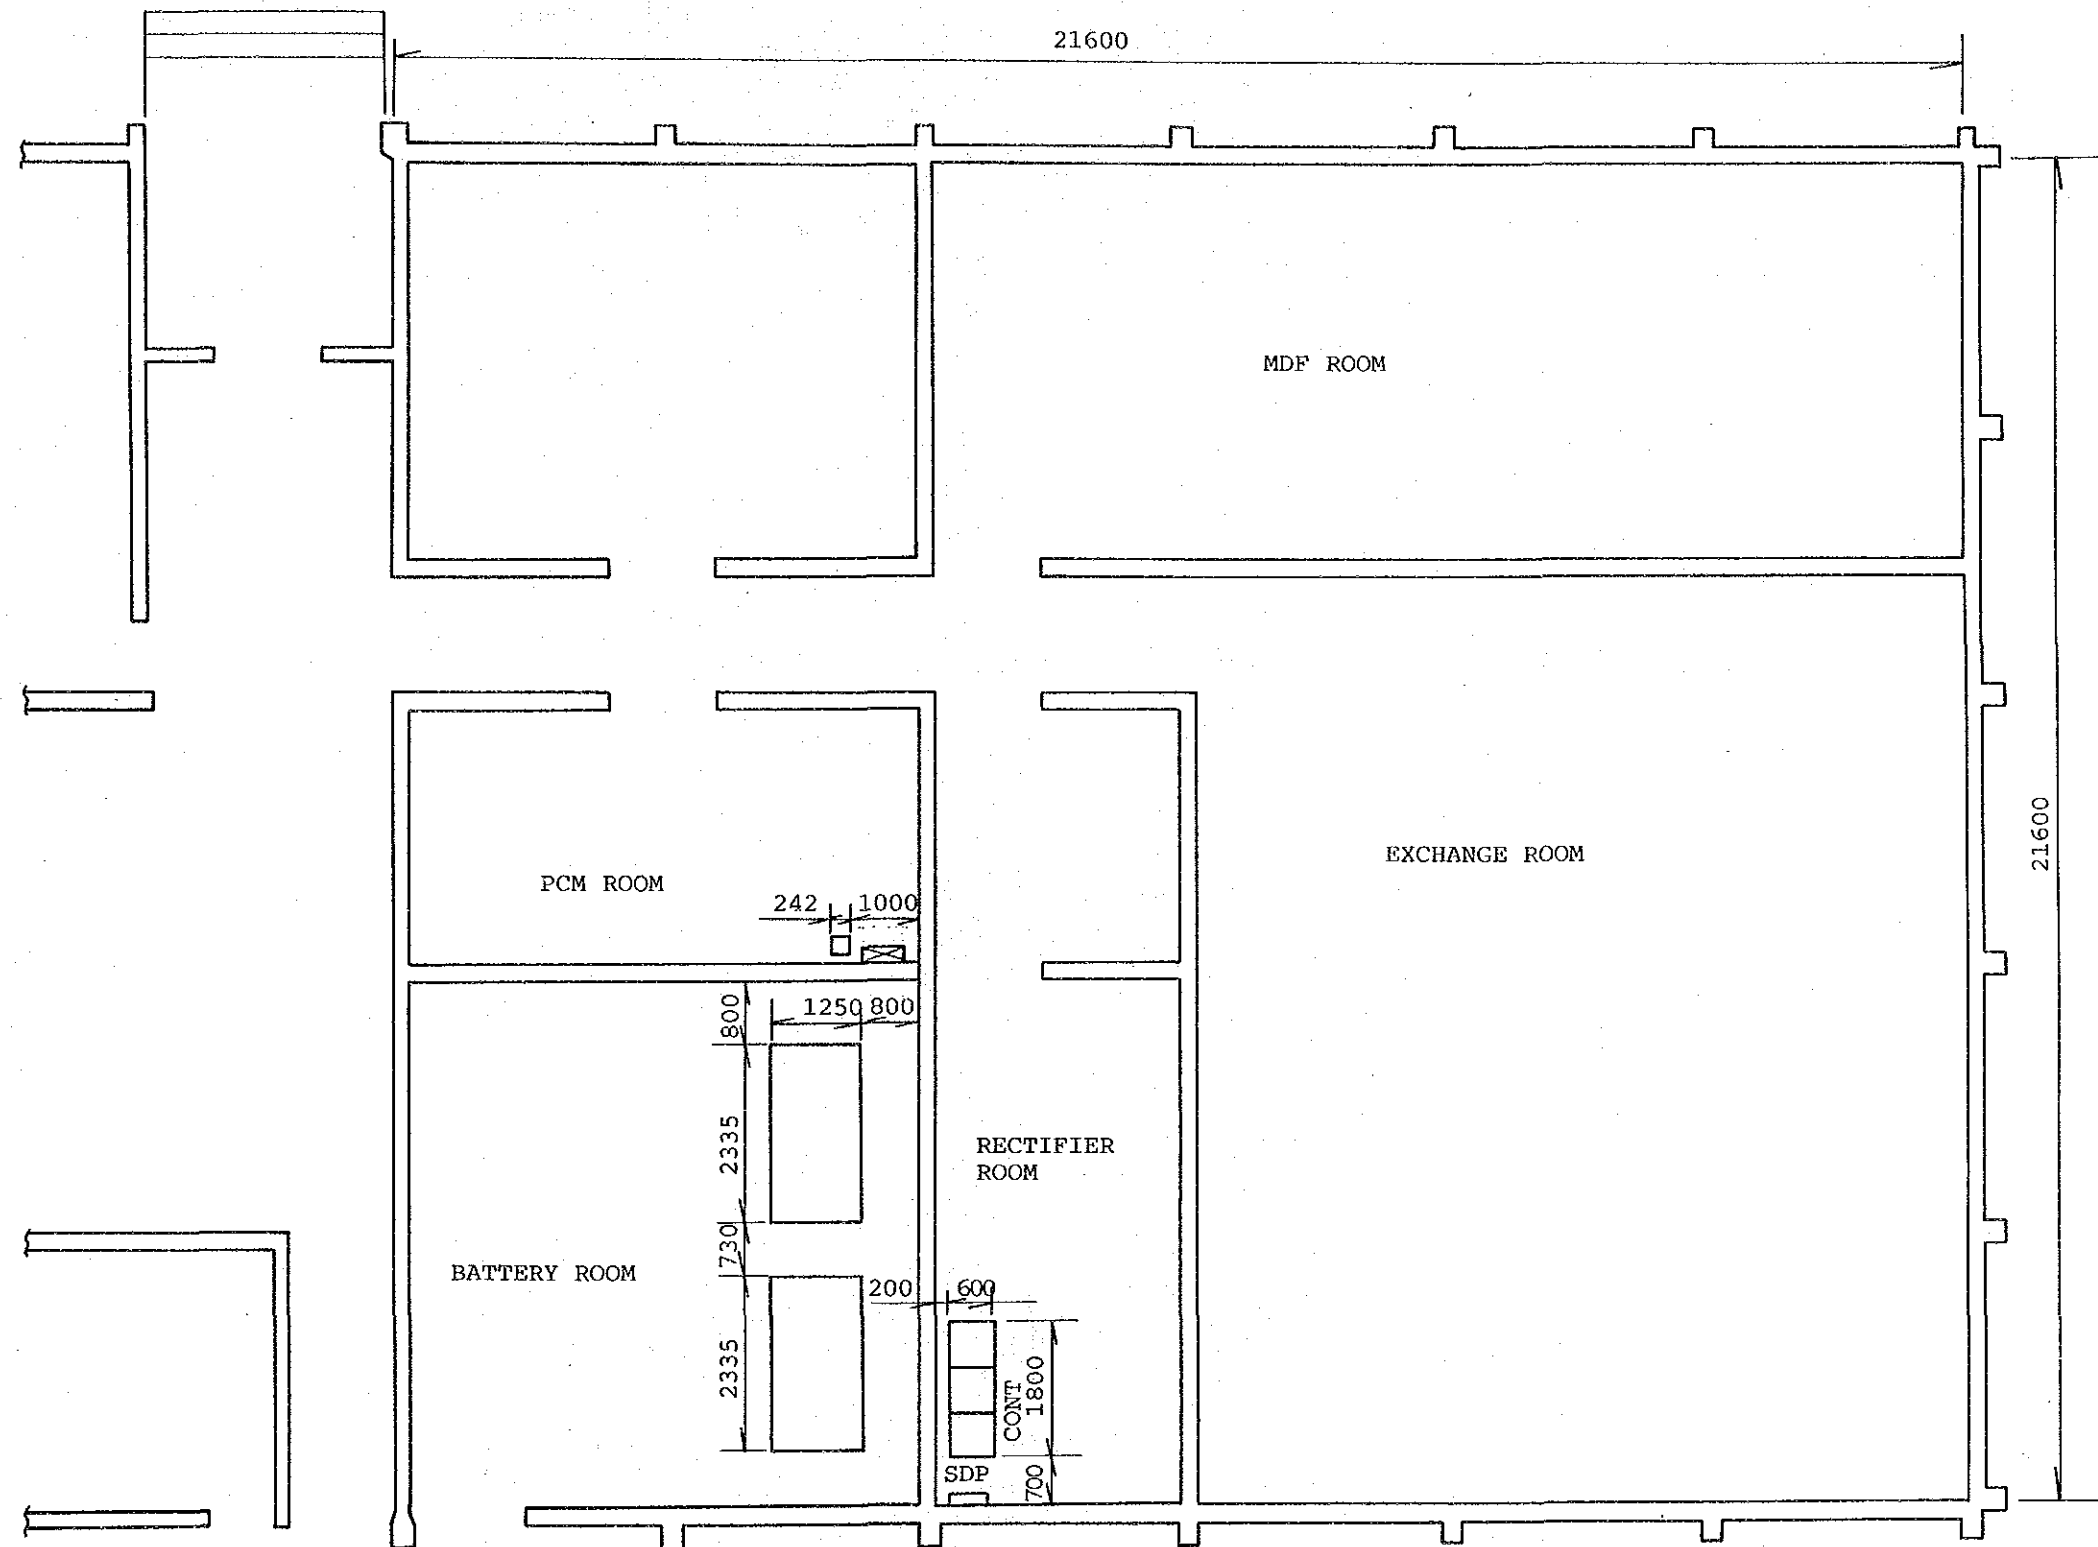 21600
MDF ROOM
21600
EXCHANGE ROOM
PCM ROOM
242
1000
800
1250
800
2335
RECTIFIER
ROOM
730
BATTERY ROOM
200
600
2335
CONT
1800
SDP
700